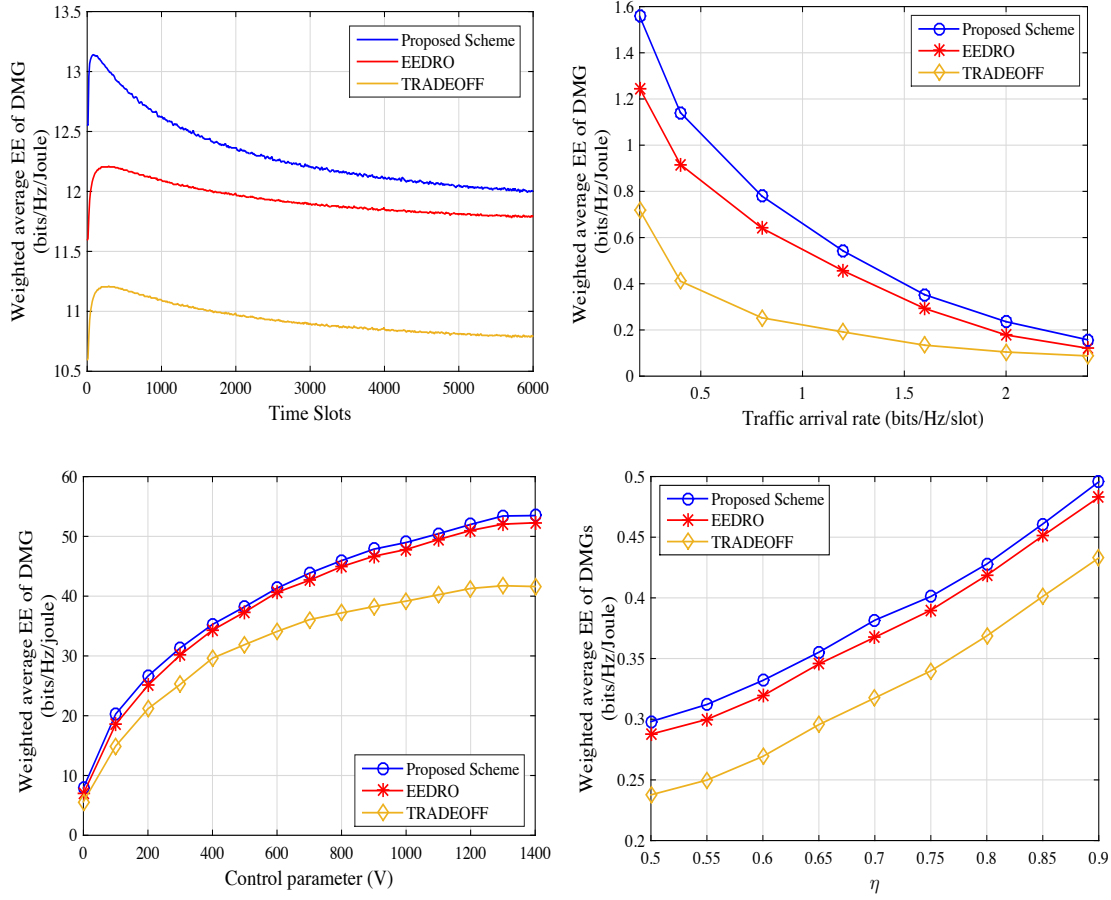 13.5
13
12.5
12
11.5
11
10.5
Weighted average EE of DMG
(bits/Hz/Joule)
Proposed Scheme
EEDRO
TRADEOFF
0 1000 2000 3000 4000 5000 6000
Time Slots
1.6
1.4
1.2
1
0.8
0.6
0.4
0.2
0
Weighted average EE of DMG
(bits/Hz/Joule)
Proposed Scheme
EEDRO
TRADEOFF
0.5 1 1.5 2
Traffic arrival rate (bits/Hz/slot)
60
50
40
30
20
10
0
Weighted average EE of DMG
(bits/Hz/joule)
Proposed Scheme
EEDRO
TRADEOFF
0 200 400 600 800 1000 1200 1400
Control parameter (V)
0.5
0.45
0.4
0.35
0.3
0.25
0.2
Weighted average EE of DMGs
(bits/Hz/Joule)
Proposed Scheme
EEDRO
TRADEOFF
0.5 0.55 0.6 0.65 0.7 0.75 0.8 0.85 0.9
η